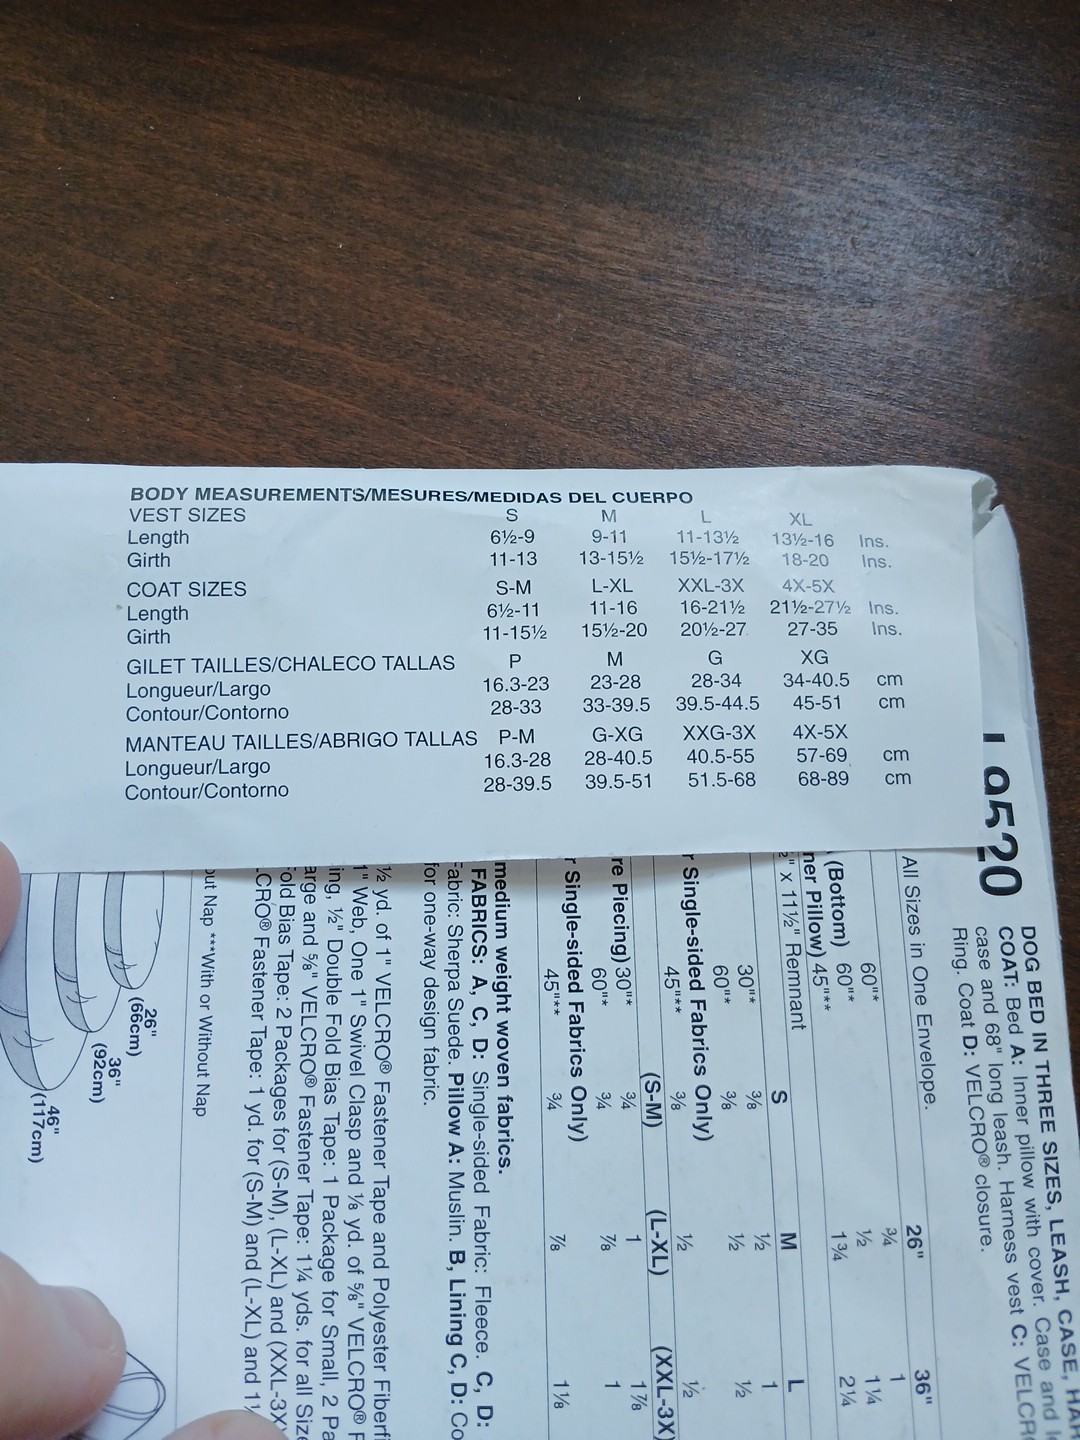 BODY MEASUREMENTS/MESURES/MEDIDAS DEL CUERPO
VEST SIZES S M L XL
Length 6½-9 9-11 11-13½ 13½-16 Ins.
Girth 11-13 13-15½ 15½-17½ 18-20 Ins.
COAT SIZES S-M L-XL XXL-3X 4X-5X
Length 6½-11 11-16 16-21½ 21½-27½ Ins.
Girth 11-15½ 15½-20 20½-27 27-35 Ins.
GILET TAILLES/CHALECO TALLAS P M G XG
Longueur/Largo 16.3-23 23-28 28-34 34-40.5 cm
Contour/Contorno 28-33 33-39.5 39.5-44.5 45-51 cm
MANTEAU TAILLES/ABRIGO TALLAS P-M G-XG XXG-3X 4X-5X
Longueur/Largo 16.3-28 28-40.5 40.5-55 57-69 cm
Contour/Contorno 28-39.5 39.5-51 51.5-68 68-89 cm
9520
DOG BED IN THREE SIZES, LEASH, CASE,
COAT: Bed A: Inner pillow with cover. Case and
case and 68" long leash. Harness vest C:
Ring. Coat D: VELCRO® closure.
All Sizes in One Envelope.
26" 36"
60"* ¾ 1
(Bottom) 60"* ½ 1¼
Pillow) 45"** 1¾ 2¼
x 11½" Remnant
S M L
30"* ⅜ ½ 1
60"* ⅜ ½ ½
Single-sided Fabrics Only)
45"** ⅜ ½ ½
(S-M) (L-XL) (XXL-3X)
Piecing) 30"* ¾ 1 1⅞
60"* ¾ ⅞ 1
Single-sided Fabrics Only)
45"** ¾ ⅞ 1⅛
medium weight woven fabrics.
FABRICS: A, C, D: Single-sided Fabric: Fleece. C, D:
Fabric: Sherpa Suede. Pillow A: Muslin. B, Lining C, D:
for one-way design fabric.
½ yd. of 1" VELCRO® Fastener Tape and Polyester
1" Web, One 1" Swivel Clasp and ⅛ yd. of ⅝" VELCRO®
½" Double Fold Bias Tape: 1 Package for Small, 2
and ⅝" VELCRO® Fastener Tape: 1¼ yds. for all
Fold Bias Tape: 2 Packages for (S-M), (L-XL) and (XXL-3X)
Fastener Tape: 1 yd. for (S-M) and (L-XL) and
Nap ***With or Without Nap
26"
(66cm)
36"
(92cm)
46"
(117cm)